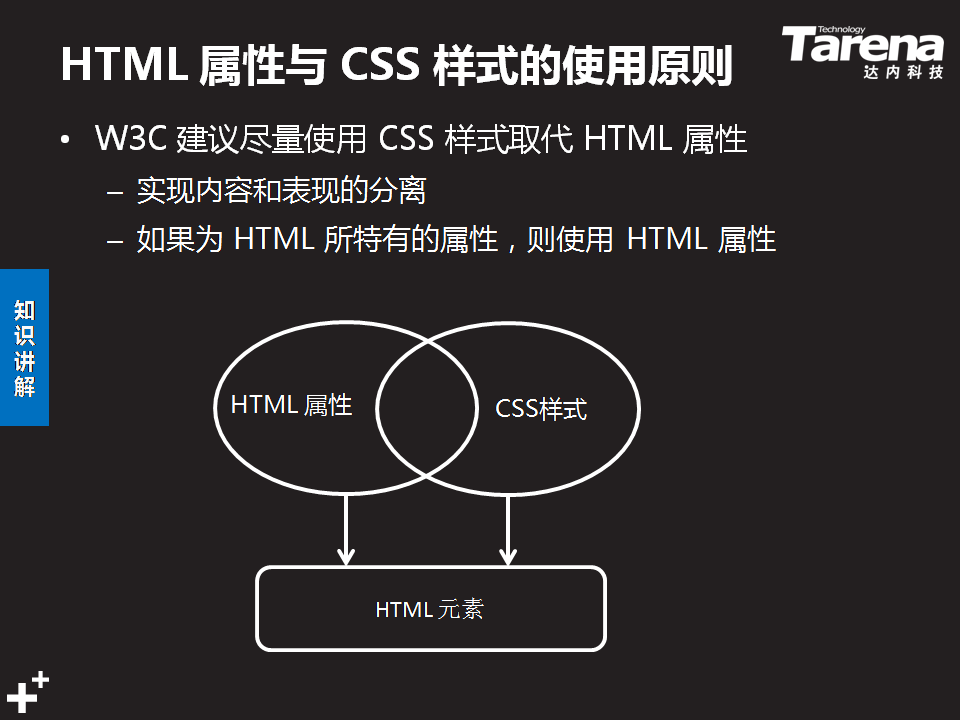 HTML 属性与 CSS 样式的使用原则
Technology
Tarena
达内科技
• W3C 建议尽量使用 CSS 样式取代 HTML 属性
– 实现内容和表现的分离
– 如果为 HTML 所特有的属性，则使用 HTML 属性
知识讲解
HTML 属性
CSS样式
HTML 元素